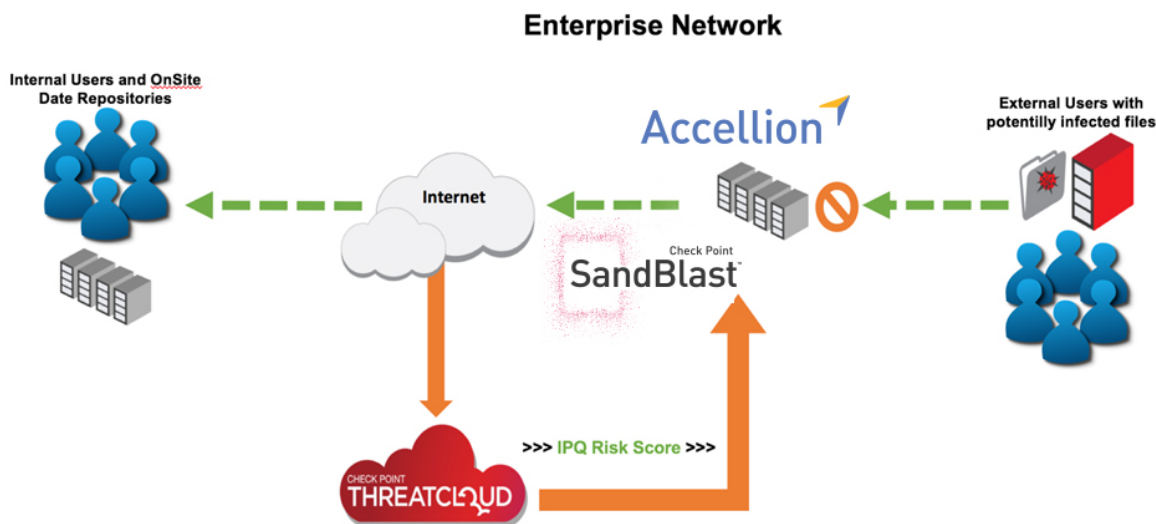 Enterprise Network
Internal Users and OnSite
Date Repositories
Accellion
External Users with
potentilly infected files
Internet
Check Point
SandBlast™
>>> IPQ Risk Score >>>
CHECK POINT
THREATCLOUD